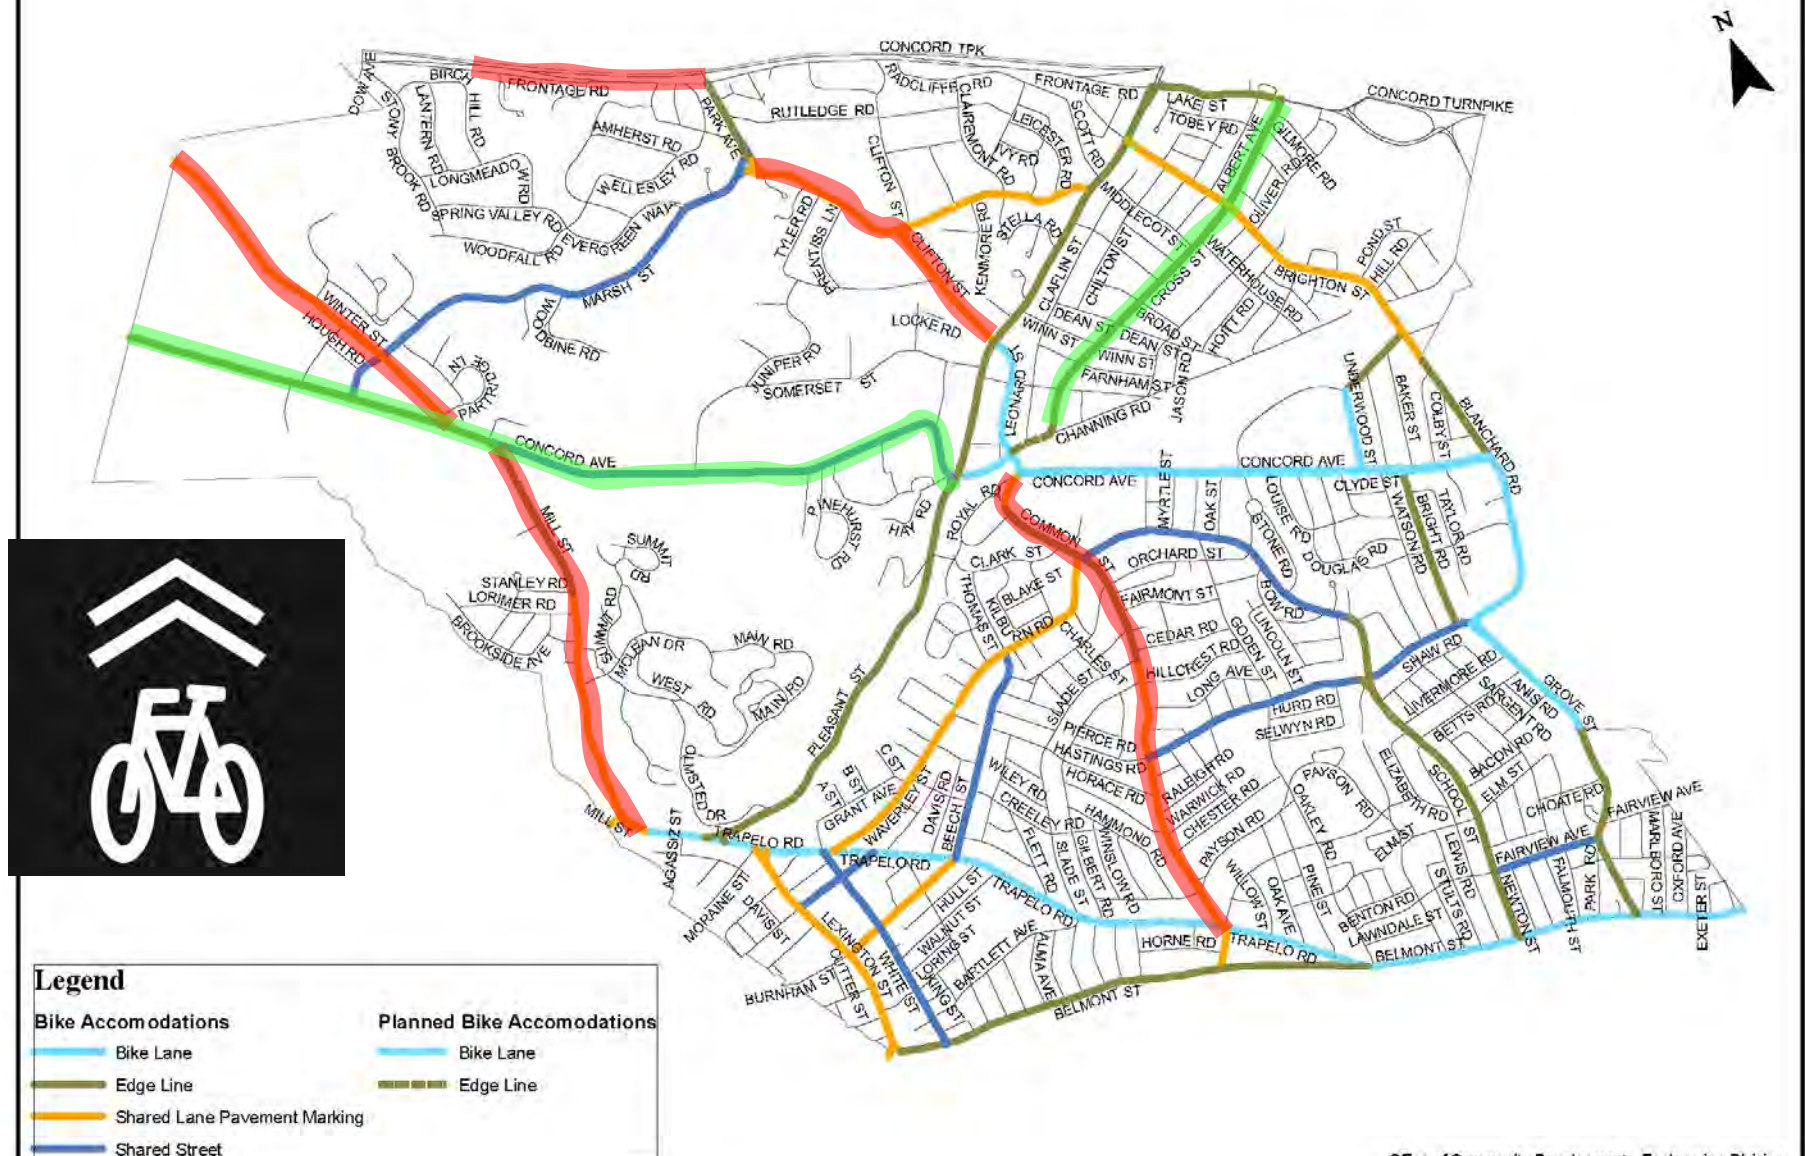 N
CONCORD TPK
DOW AVE
BIRCH
HILL RD
FRONTAGE RD
RADCLIFFE RD
FRONTAGE RD
CONCORD TURNPIKE
LANTERN RD
STONY BROOK RD
PARK AVE
RUTLEDGE RD
CLAIREMONT RD
LEICESTER RD
IVY RD
SCOTT RD
LAKE ST
TOBEY RD
ALBERT AVE
GILMORE RD
OLIVER RD
AMHERST RD
WELLESLEY RD
LONGMEADOW RD
SPRING VALLEY RD
EVERGREEN WAY
WOODFALL RD
CLIFTON ST
TYLER RD
PRENTISS LN
CLIFTON ST
KENMORE RD
STELLA RD
MIDDLECOT ST
CLAFLIN ST
CHILTON ST
CROSS ST
WATERHOUSE RD
POND ST
HILL RD
BRIGHTON ST
WINTER ST
HOUGH RD
MARSH ST
WOODBINE RD
PARTRIDGE LN
LOCKE RD
JUNIPER RD
SOMERSET ST
LEONARD ST
WINN ST
DEAN ST
DEAN ST
BROAD ST
HOITT RD
WINN ST
FARNHAM ST
JASON RD
CHANNING RD
UNDERWOOD ST
BAKER ST
COLBY ST
BLANCHARD RD
CONCORD AVE
CONCORD AVE
CONCORD AVE
CLYDE ST
MILL ST
PINEHURST RD
HAY RD
ROYAL RD
COMMON ST
MYRTLE ST
OAK ST
LOUISE RD
STONE RD
DOUGLAS RD
WATSON RD
BRIGHT RD
TAYLOR RD
SUMMIT RD
CLARK ST
ORCHARD ST
STANLEY RD
LORIMER RD
BROOKSIDE AVE
SUMMIT RD
MCLEAN DR
MAIN RD
WEST RD
MAIN RD
THOMAS ST
BLAKE ST
KILBURN RD
CHARLES ST
FAIRMONT ST
BOW RD
CEDAR RD
GODEN ST
LINCOLN ST
HILLCREST RD
LONG AVE
SHAW RD
LIVERMORE RD
SLADE ST
HURD RD
SELWYN RD
BETTS RD
SARGENT RD
ANIS RD
GROVE ST
PLEASANT ST
PIERCE RD
HASTINGS RD
HORACE RD
RALEIGH RD
WARWICK RD
CHESTER RD
PAYSON RD
PAYSON RD
ELIZABETH RD
BACON RD
ELM ST
SCHOOL ST
CHOATE RD
FAIRVIEW AVE
OLMSTED DR
C ST
B ST
A ST
GRANT AVE
WAVERLEY ST
DAVIS RD
BEECH ST
WILEY RD
CREELEY RD
HAMMOND RD
OAKLEY RD
ELM ST
FAIRVIEW AVE
MARLBORO ST
OXFORD AVE
MILL ST
AGASSIZ ST
TRAPELO RD
TRAPELO RD
FLETT RD
SLADE ST
GILBERT RD
WINSLOW RD
WILLOW ST
OAK AVE
PINE ST
LEWIS RD
STULTS RD
NEWTON ST
FALMOUTH ST
PARK RD
EXETER ST
MORAINE ST
DAVIS ST
HULL ST
WALNUT ST
LORING ST
TRAPELO RD
BENTON RD
LAWNDALE ST
LEXINGTON ST
CUTTER ST
WHITE ST
KING ST
BARTLETT AVE
ALMA AVE
HORNE RD
TRAPELO RD
BELMONT ST
BURNHAM ST
BELMONT ST
Legend
Bike Accomodations
Planned Bike Accomodations
Bike Lane
Bike Lane
Edge Line
Edge Line
Shared Lane Pavement Marking
Shared Street